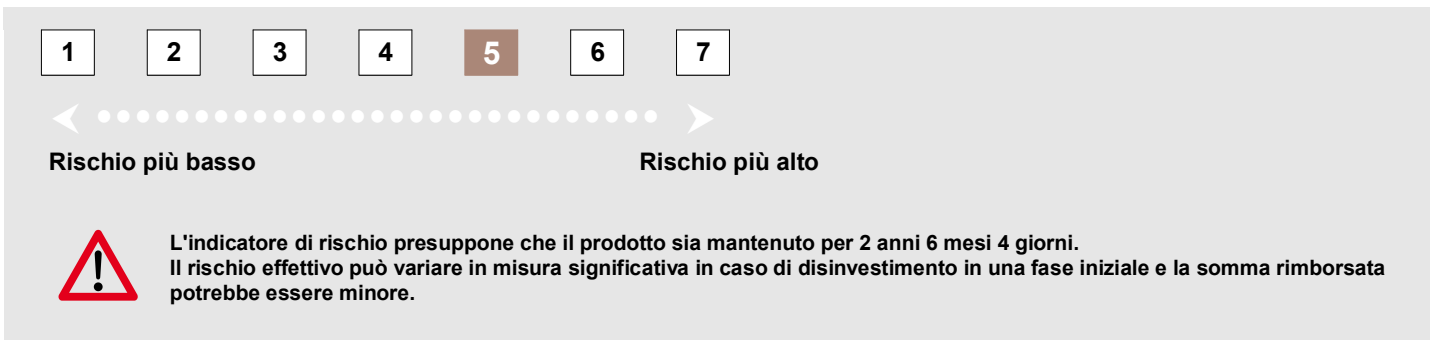 1 2 3 4 5 6 7
Rischio più basso Rischio più alto
L'indicatore di rischio presuppone che il prodotto sia mantenuto per 2 anni 6 mesi 4 giorni.
Il rischio effettivo può variare in misura significativa in caso di disinvestimento in una fase iniziale e la somma rimborsata
potrebbe essere minore.